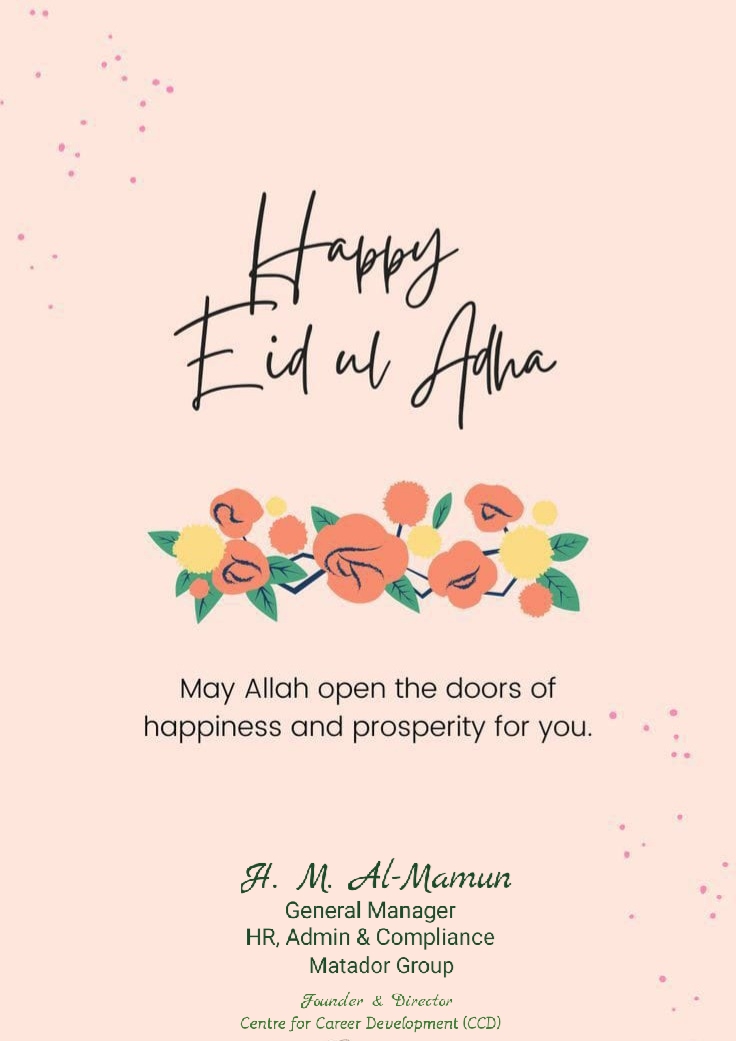 Happy
Eid ul Adha
May Allah open the doors of
happiness and prosperity for you.
H. M. Al-Mamun
General Manager
HR, Admin & Compliance
Matador Group
Founder & Director
Centre for Career Development (CCD)